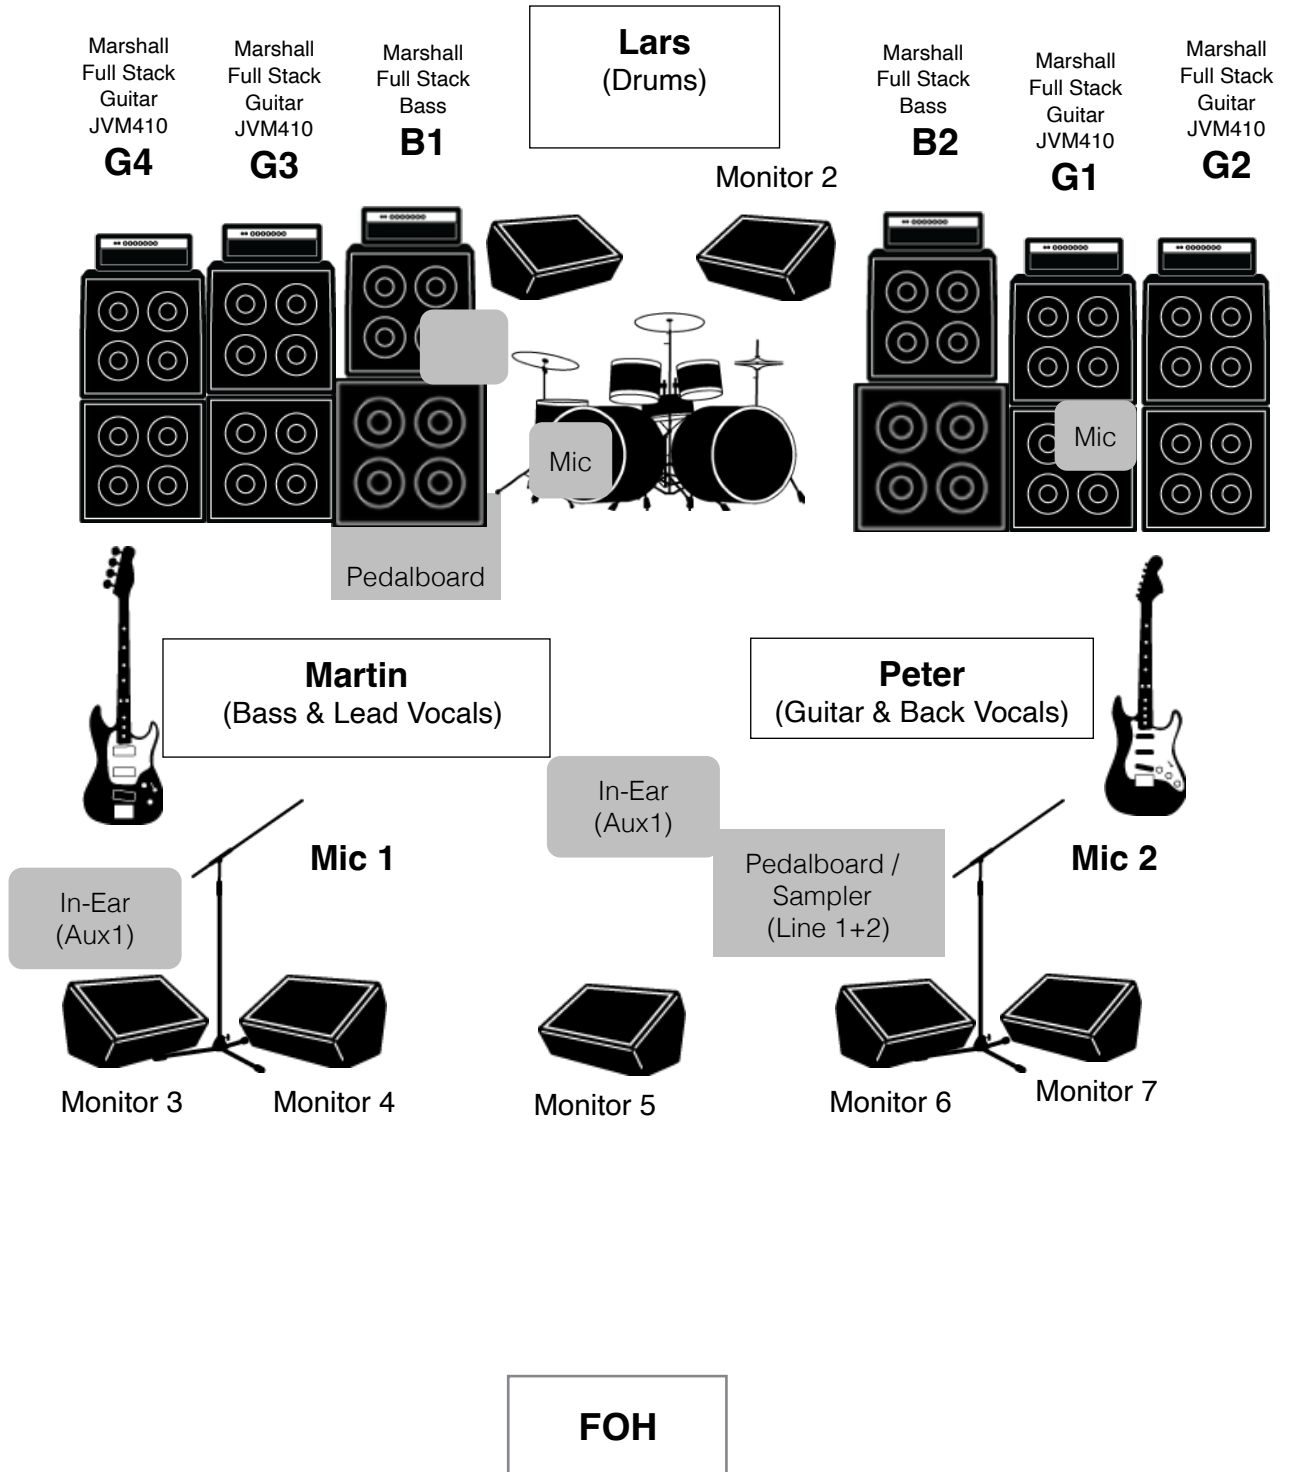 Marshall
Full Stack
Guitar
JVM410
G4
Marshall
Full Stack
Guitar
JVM410
G3
Marshall
Full Stack
Bass
B1
Lars
(Drums)
Marshall
Full Stack
Bass
B2
Marshall
Full Stack
Guitar
JVM410
G1
Marshall
Full Stack
Guitar
JVM410
G2
Monitor 2
Mic
Mic
Pedalboard
Martin
(Bass & Lead Vocals)
Peter
(Guitar & Back Vocals)
In-Ear
(Aux1)
Mic 1
Pedalboard /
Sampler
(Line 1+2)
Mic 2
In-Ear
(Aux1)
Monitor 3
Monitor 4
Monitor 5
Monitor 6
Monitor 7
FOH